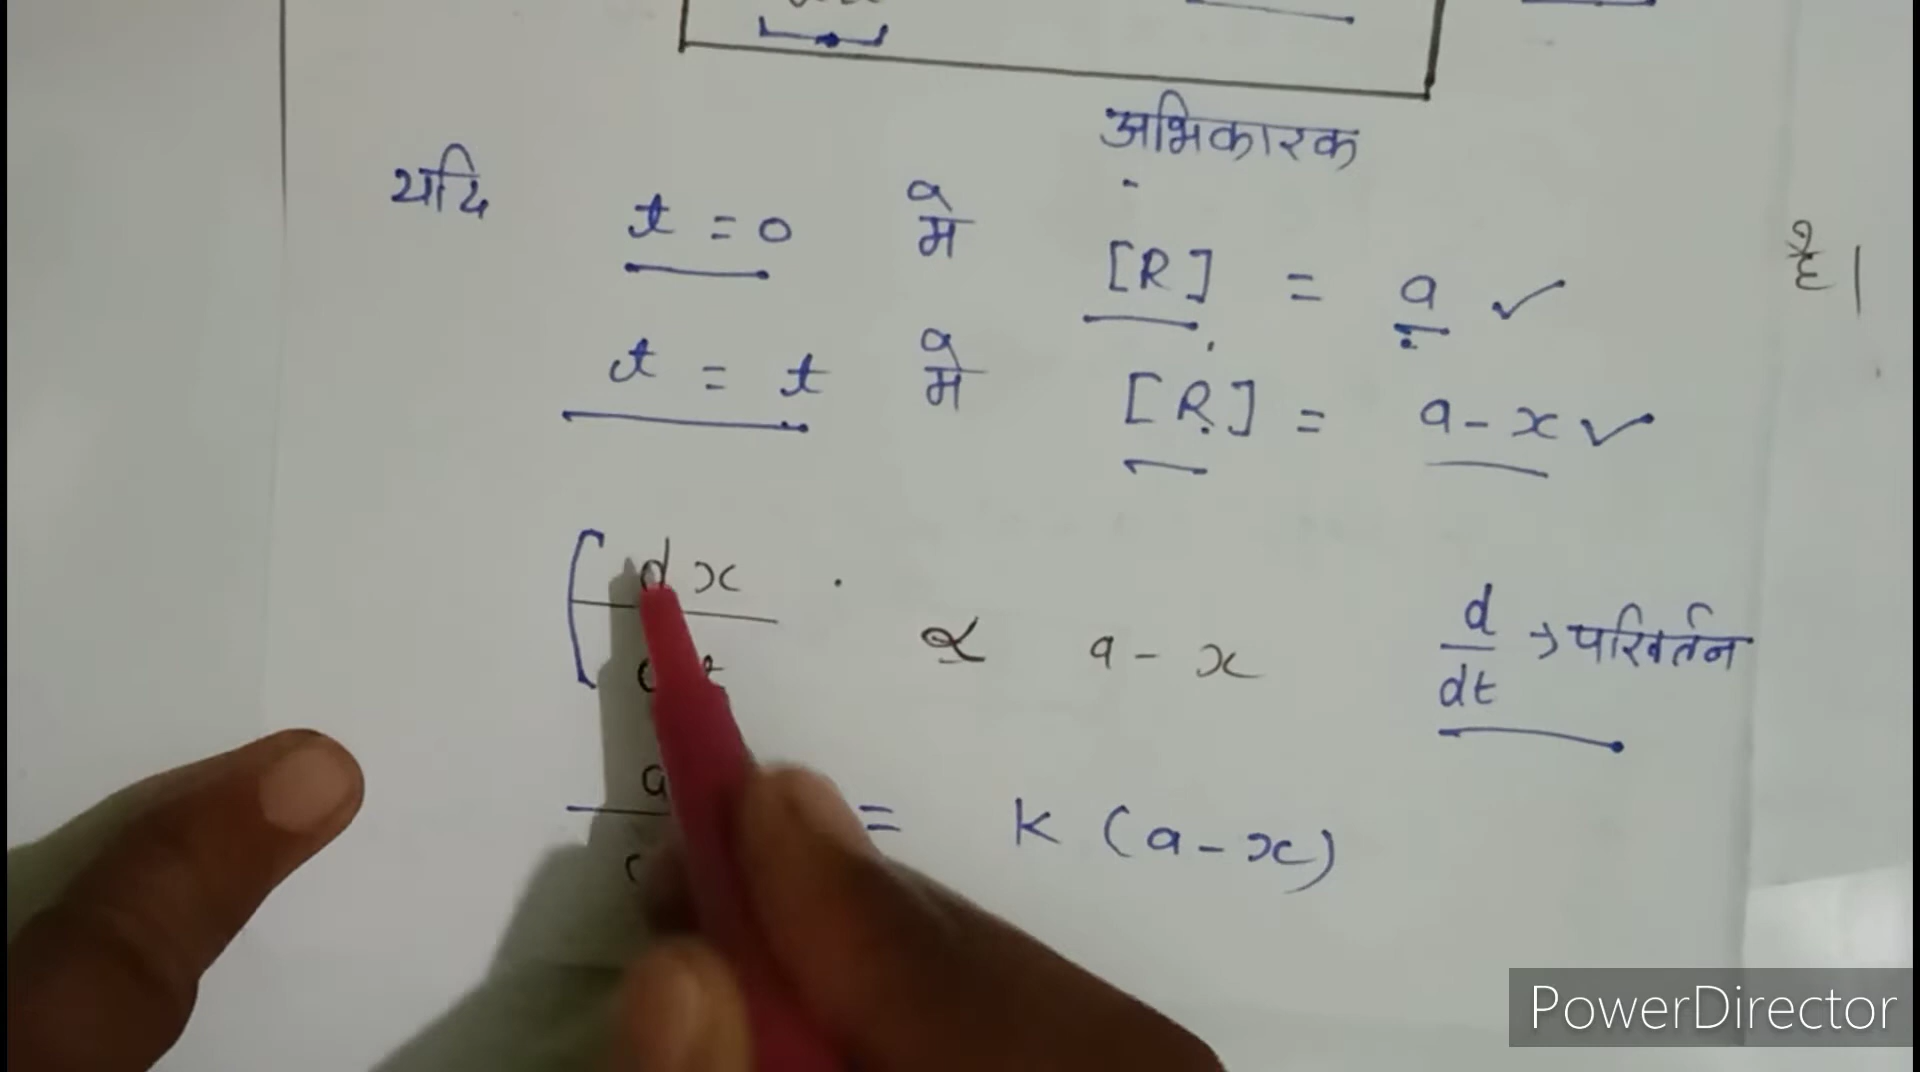 अभिकारक
यदि t = 0 मे [R] = a ✓
है।
t = t मे [R] = a - x ✓
dx ∝ a - x
d/dt → परिवर्तन
= K (a - x)
PowerDirector